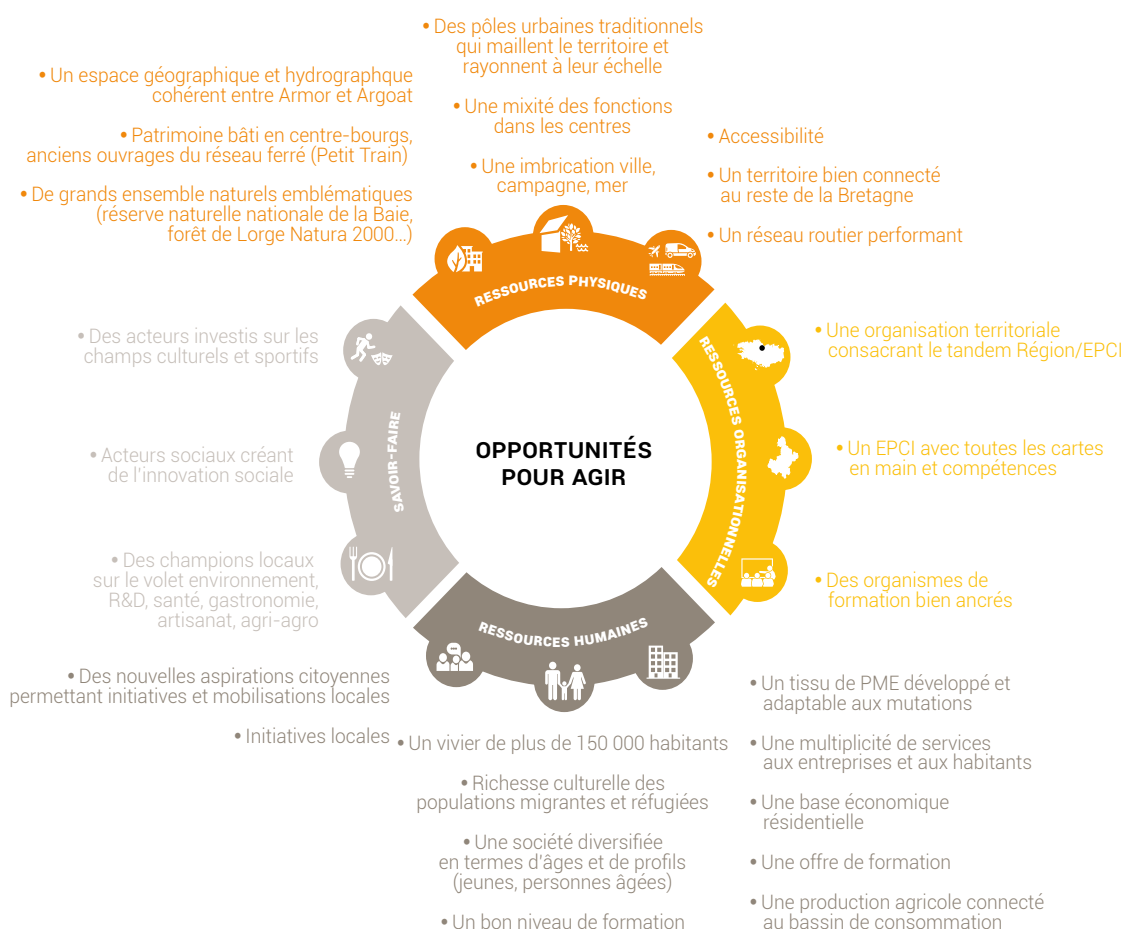 • Des pôles urbaines traditionnels
qui maillent le territoire et
rayonnent à leur échelle
• Une mixité des fonctions
dans les centres
• Une imbrication ville,
campagne, mer
• Un espace géographique et hydrographque
cohérent entre Armor et Argoat
• Patrimoine bâti en centre-bourgs,
anciens ouvrages du réseau ferré (Petit Train)
• De grands ensemble naturels emblématiques
(réserve naturelle nationale de la Baie,
forêt de Lorge Natura 2000...)
• Accessibilité
• Un territoire bien connecté
au reste de la Bretagne
• Un réseau routier performant
RESSOURCES PHYSIQUES
• Des acteurs investis sur les
champs culturels et sportifs
• Acteurs sociaux créant
de l'innovation sociale
• Des champions locaux
sur le volet environnement,
R&D, santé, gastronomie,
artisanat, agri-agro
SAVOIR-FAIRE
OPPORTUNITÉS
POUR AGIR
RESSOURCES ORGANISATIONNELLES
• Une organisation territoriale
consacrant le tandem Région/EPCI
• Un EPCI avec toutes les cartes
en main et compétences
• Des organismes de
formation bien ancrés
RESSOURCES HUMAINES
• Des nouvelles aspirations citoyennes
permettant initiatives et mobilisations locales
• Initiatives locales
• Un vivier de plus de 150 000 habitants
• Richesse culturelle des
populations migrantes et réfugiées
• Une société diversifiée
en termes d'âges et de profils
(jeunes, personnes âgées)
• Un bon niveau de formation
• Un tissu de PME développé et
adaptable aux mutations
• Une multiplicité de services
aux entreprises et aux habitants
• Une base économique
résidentielle
• Une offre de formation
• Une production agricole connecté
au bassin de consommation